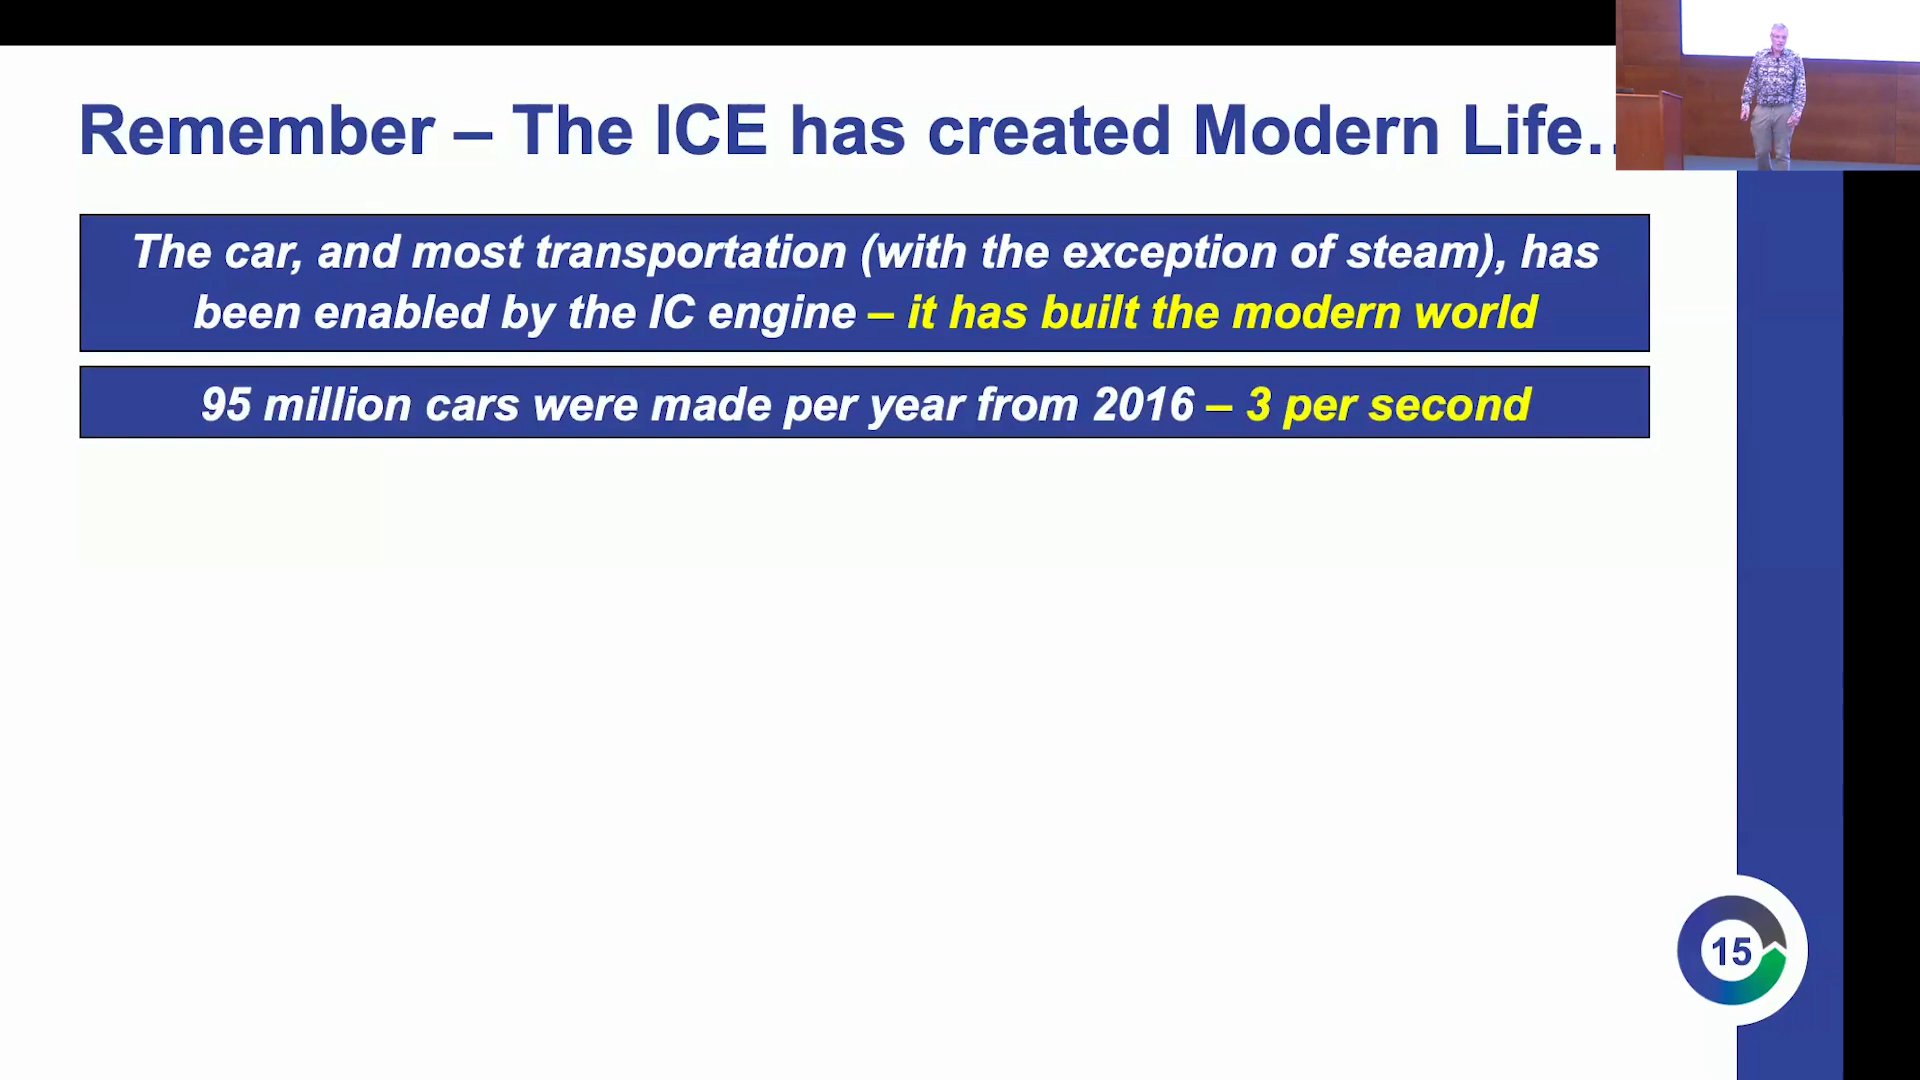 Remember – The ICE has created Modern Life..
The car, and most transportation (with the exception of steam), has
been enabled by the IC engine – it has built the modern world
95 million cars were made per year from 2016 – 3 per second
15